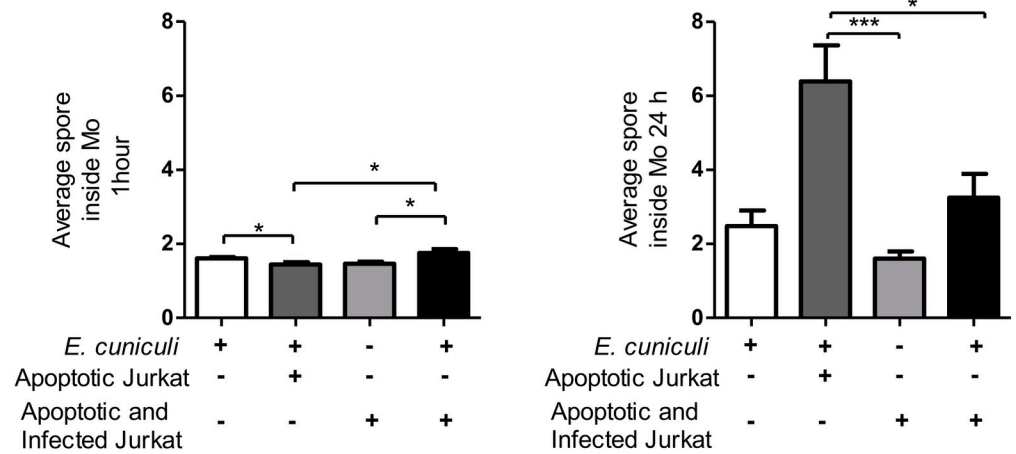 8
6
4
2
0
Average spore
inside Mo
1hour
*
*
*
E. cuniculi + + - +
Apoptotic Jurkat - + - -
Apoptotic and
Infected Jurkat - - + +
8
6
4
2
0
Average spore
inside Mo 24 h
*
***
E. cuniculi + + - +
Apoptotic Jurkat - + - -
Apoptotic and
Infected Jurkat - - + +